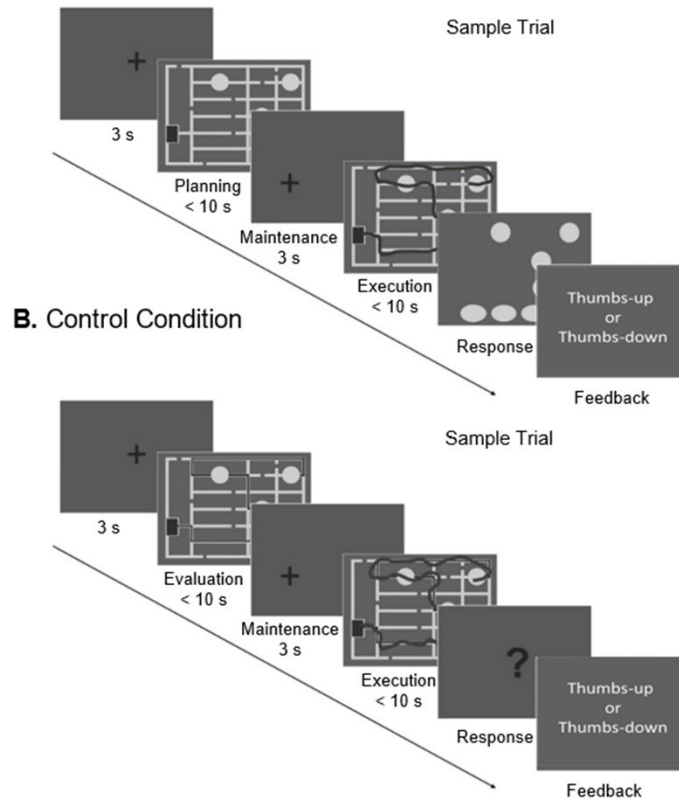 Sample Trial
+
3 s
Planning
< 10 s
+
Maintenance
3 s
Execution
< 10 s
Response
Thumbs-up
or
Thumbs-down
Feedback
B. Control Condition
Sample Trial
+
3 s
Evaluation
< 10 s
+
Maintenance
3 s
Execution
< 10 s
?
Response
Thumbs-up
or
Thumbs-down
Feedback